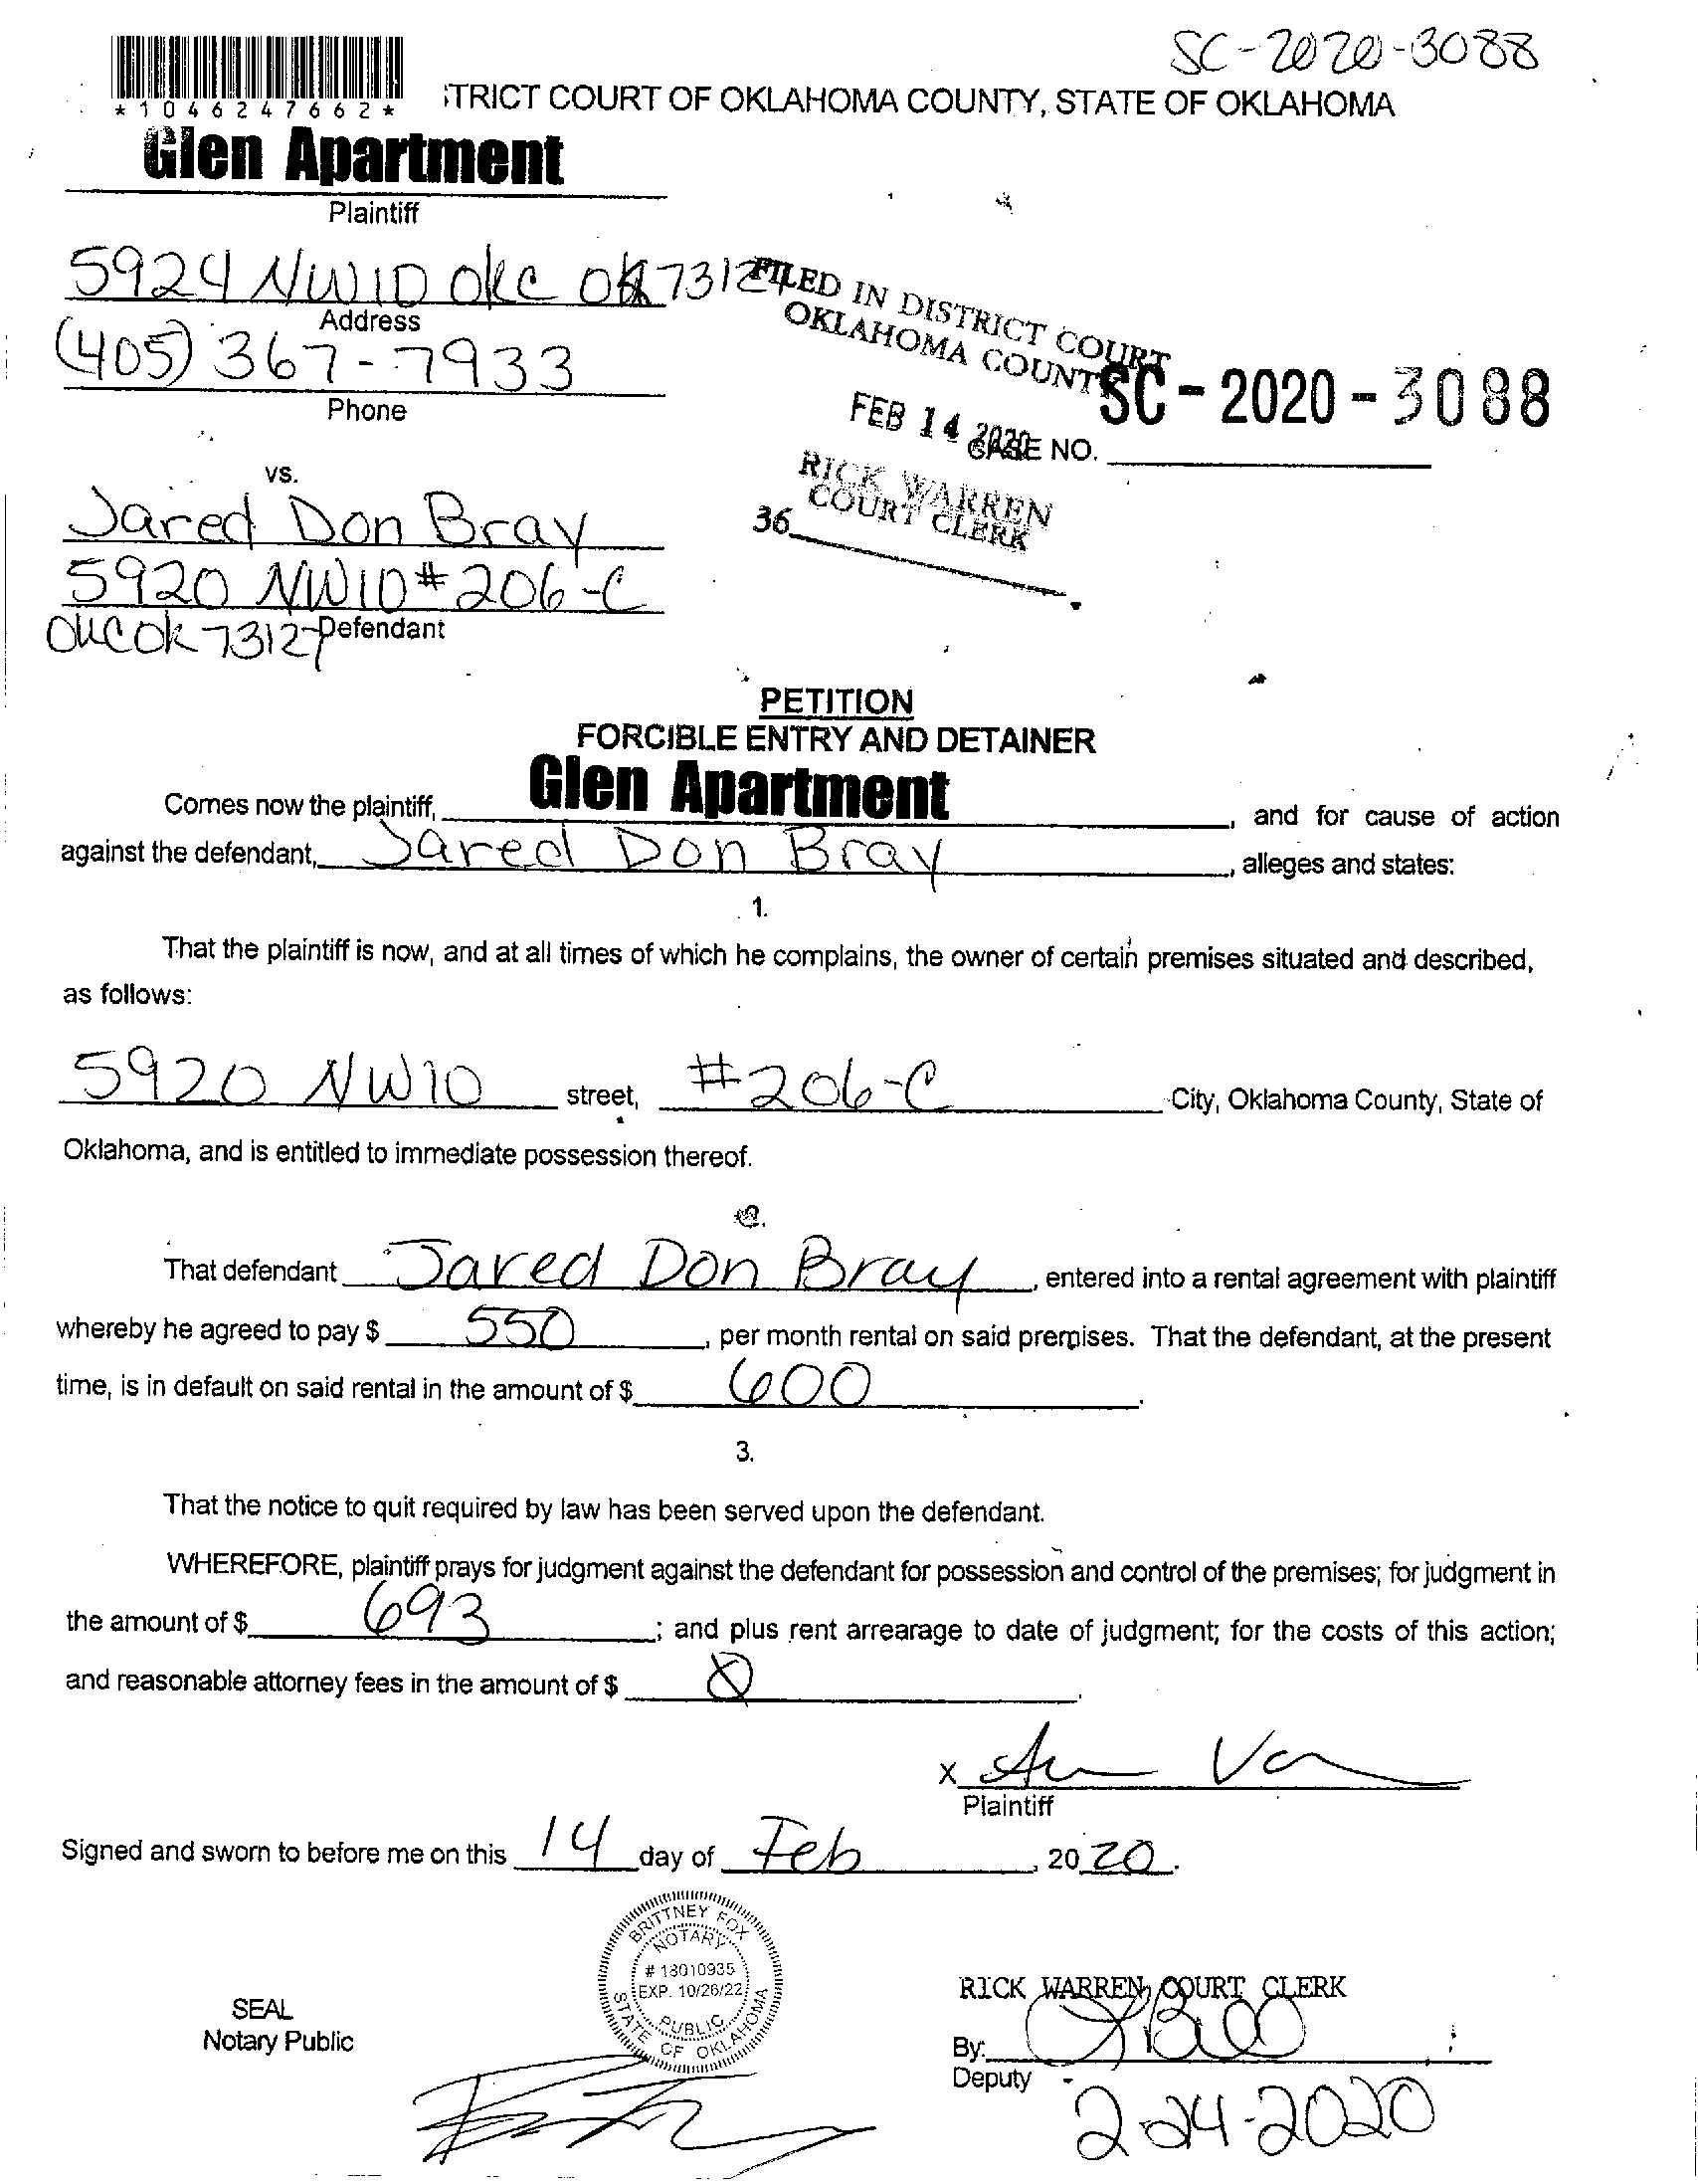 SC-2020-3088
*1046247662*
TRICT COURT OF OKLAHOMA COUNTY, STATE OF OKLAHOMA
Glen Apartment
Plaintiff
5924 NW10 OKC OK 73127
Address
(405) 367-7933
Phone
FILED IN DISTRICT COURT
OKLAHOMA COUNTY
FEB 14 2020
SC-2020-3088
CASE NO.
RICK WARREN
COURT CLERK
36
vs.
Jared Don Bray
5920 NW10 #206-C
OKC OK 73127
Defendant
PETITION
FORCIBLE ENTRY AND DETAINER
Comes now the plaintiff, Glen Apartment, and for cause of action
against the defendant, Jared Don Bray, alleges and states:
1.
That the plaintiff is now, and at all times of which he complains, the owner of certain premises situated and described,
as follows:
5920 NW10 street, #206-C City, Oklahoma County, State of
Oklahoma, and is entitled to immediate possession thereof.
That defendant Jared Don Bray, entered into a rental agreement with plaintiff
whereby he agreed to pay $ 550, per month rental on said premises. That the defendant, at the present
time, is in default on said rental in the amount of $ 600.
3.
That the notice to quit required by law has been served upon the defendant.
WHEREFORE, plaintiff prays for judgment against the defendant for possession and control of the premises; for judgment in
the amount of $ 693; and plus rent arrearage to date of judgment; for the costs of this action;
and reasonable attorney fees in the amount of $ 0.
X
Plaintiff
Signed and sworn to before me on this 14 day of Feb, 2020.
BRITTNEY FOX
NOTARY
# 18010935
EXP. 10/26/22
PUBLIC
STATE OF OKLAHOMA
SEAL
Notary Public
RICK WARREN, COURT CLERK
By:
Deputy
2-24-2020